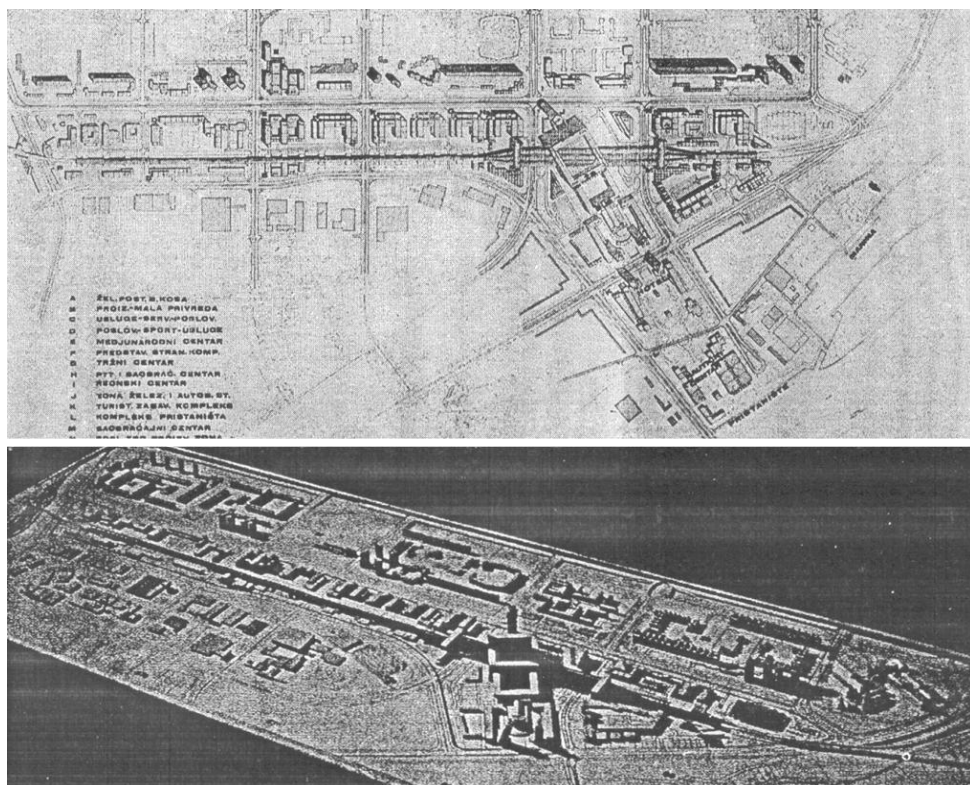 A ŽEL. POST. B. KOSA
B PROIZ.-MALA PRIVREDA
C USLUGE-SERV.-POSLOV.
D POSLOV.-SPORT-USLUGE
E MEDJUNARODNI CENTAR
F PREDSTAV. STRAN. KOMP.
G TRŽNI CENTAR
H PTT I SAOBRAĆ. CENTAR
I REONSKI CENTAR
J ZONA ŽELEZ. I AUTOB. ST.
K TURIST. ZABAV. KOMPLEKS
L KOMPLEKS PRISTANIŠTA
M SAOBRAĆAJNI CENTAR
PRISTANIŠTE